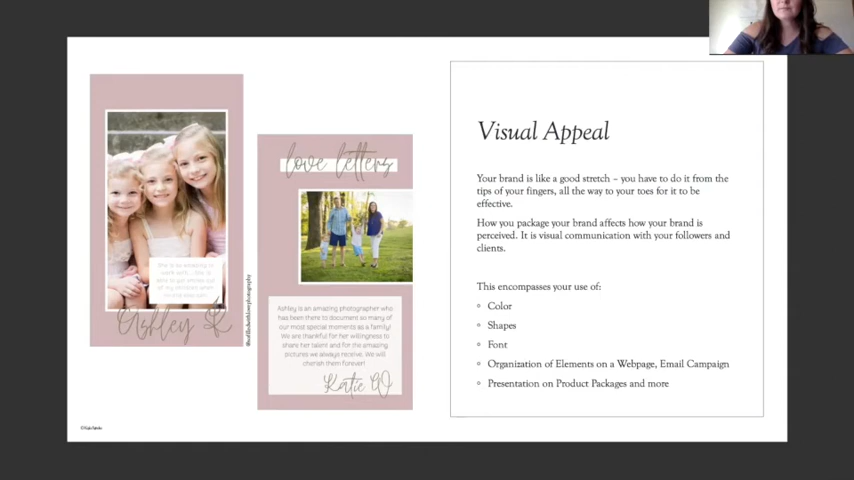 She is so amazing to
Ashley K
love letters
Ashley is an amazing photographer who
has been there to document so many of
our most special moments as a family!
We are thankful for her willingness to
share her talent and for the amazing
pictures we always receive. We will
cherish them forever!
Katie W
Visual Appeal
Your brand is like a good stretch – you have to do it from the
tips of your fingers, all the way to your toes for it to be
effective.
How you package your brand affects how your brand is
perceived. It is visual communication with your followers and
clients.
This encompasses your use of:
▫ Color
▫ Shapes
▫ Font
▫ Organization of Elements on a Webpage, Email Campaign
▫ Presentation on Product Packages and more